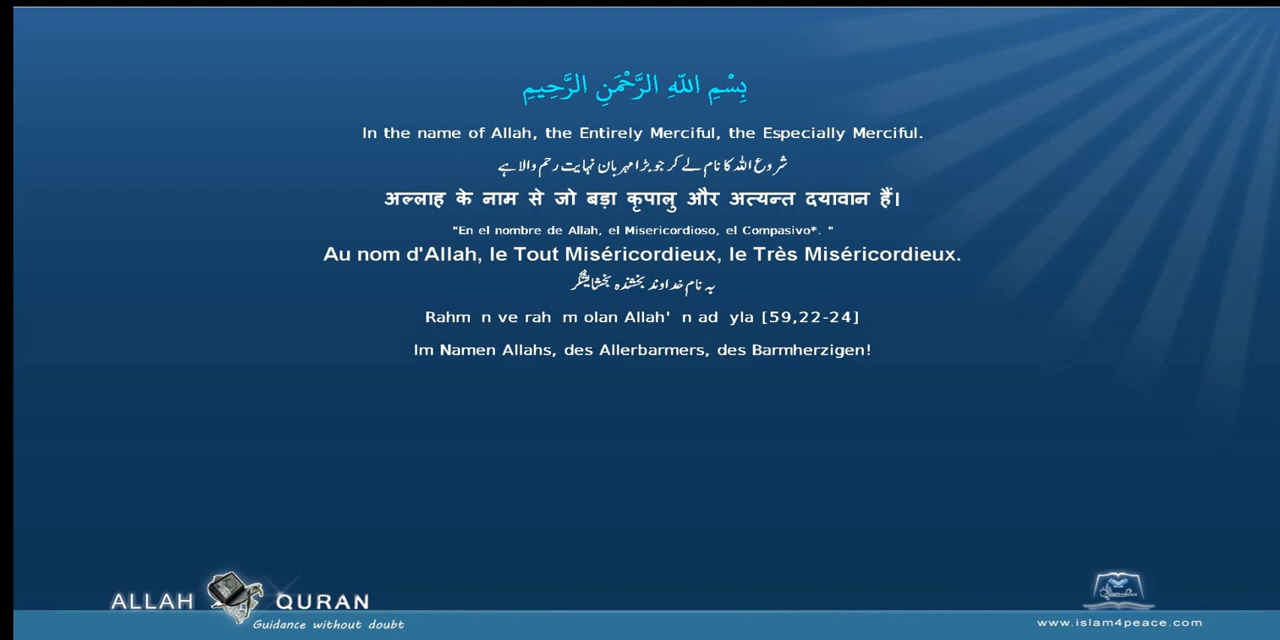 بِسْمِ اللَّهِ الرَّحْمَنِ الرَّحِيمِ
In the name of Allah, the Entirely Merciful, the Especially Merciful.
شروع الله کا نام لے کر جو بڑا مہربان نہایت رحم والا ہے
अल्लाह के नाम से जो बड़ा कृपालु और अत्यन्त दयावान हैं।
"En el nombre de Allah, el Misericordioso, el Compasivo*. "
Au nom d'Allah, le Tout Miséricordieux, le Très Miséricordieux.
به نام خداوند بخشنده بخشایشگر
Rahm n ve rah m olan Allah' n ad yla [59,22-24]
Im Namen Allahs, des Allerbarmers, des Barmherzigen!
ALLAH QURAN
Guidance without doubt
www.islam4peace.com